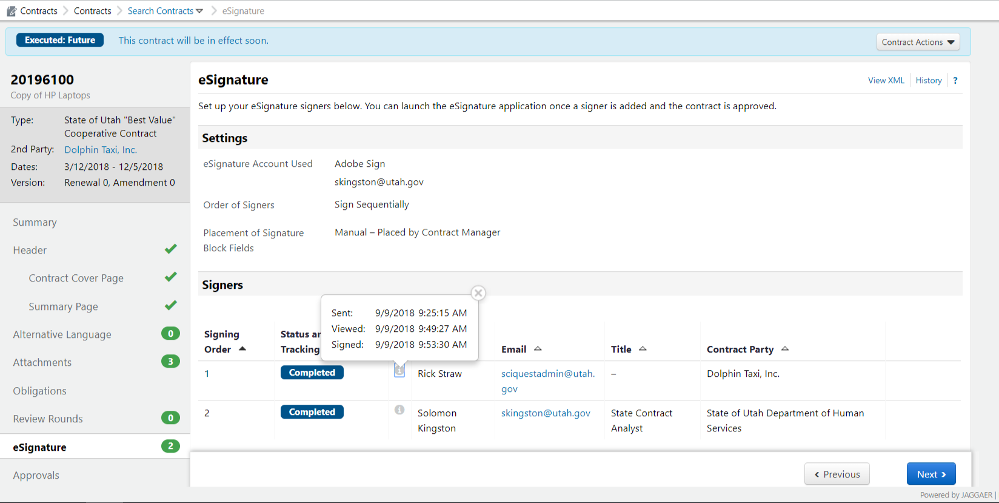 Contracts Contracts Search Contracts eSignature
Executed: Future This contract will be in effect soon. Contract Actions
20196100
Copy of HP Laptops
Type: State of Utah "Best Value"
Cooperative Contract
2nd Party: Dolphin Taxi, Inc.
Dates: 3/12/2018 - 12/5/2018
Version: Renewal 0, Amendment 0
Summary
Header
Contract Cover Page
Summary Page
Alternative Language 0
Attachments 3
Obligations
Review Rounds 0
eSignature 2
Approvals
eSignature View XML History ?
Set up your eSignature signers below. You can launch the eSignature application once a signer is added and the contract is approved.
Settings
eSignature Account Used Adobe Sign
skingston@utah.gov
Order of Signers Sign Sequentially
Placement of Signature Manual – Placed by Contract Manager
Block Fields
Signers
Sent: 9/9/2018 9:25:15 AM
Viewed: 9/9/2018 9:49:27 AM
Signed: 9/9/2018 9:53:30 AM
Signing Status
Order Tracking Email Title Contract Party
1 Completed Rick Straw sciquestadmin@utah. – Dolphin Taxi, Inc.
gov
2 Completed Solomon skingston@utah.gov State Contract State of Utah Department of Human
Kingston Analyst Services
‹ Previous Next ›
Powered by JAGGAER |